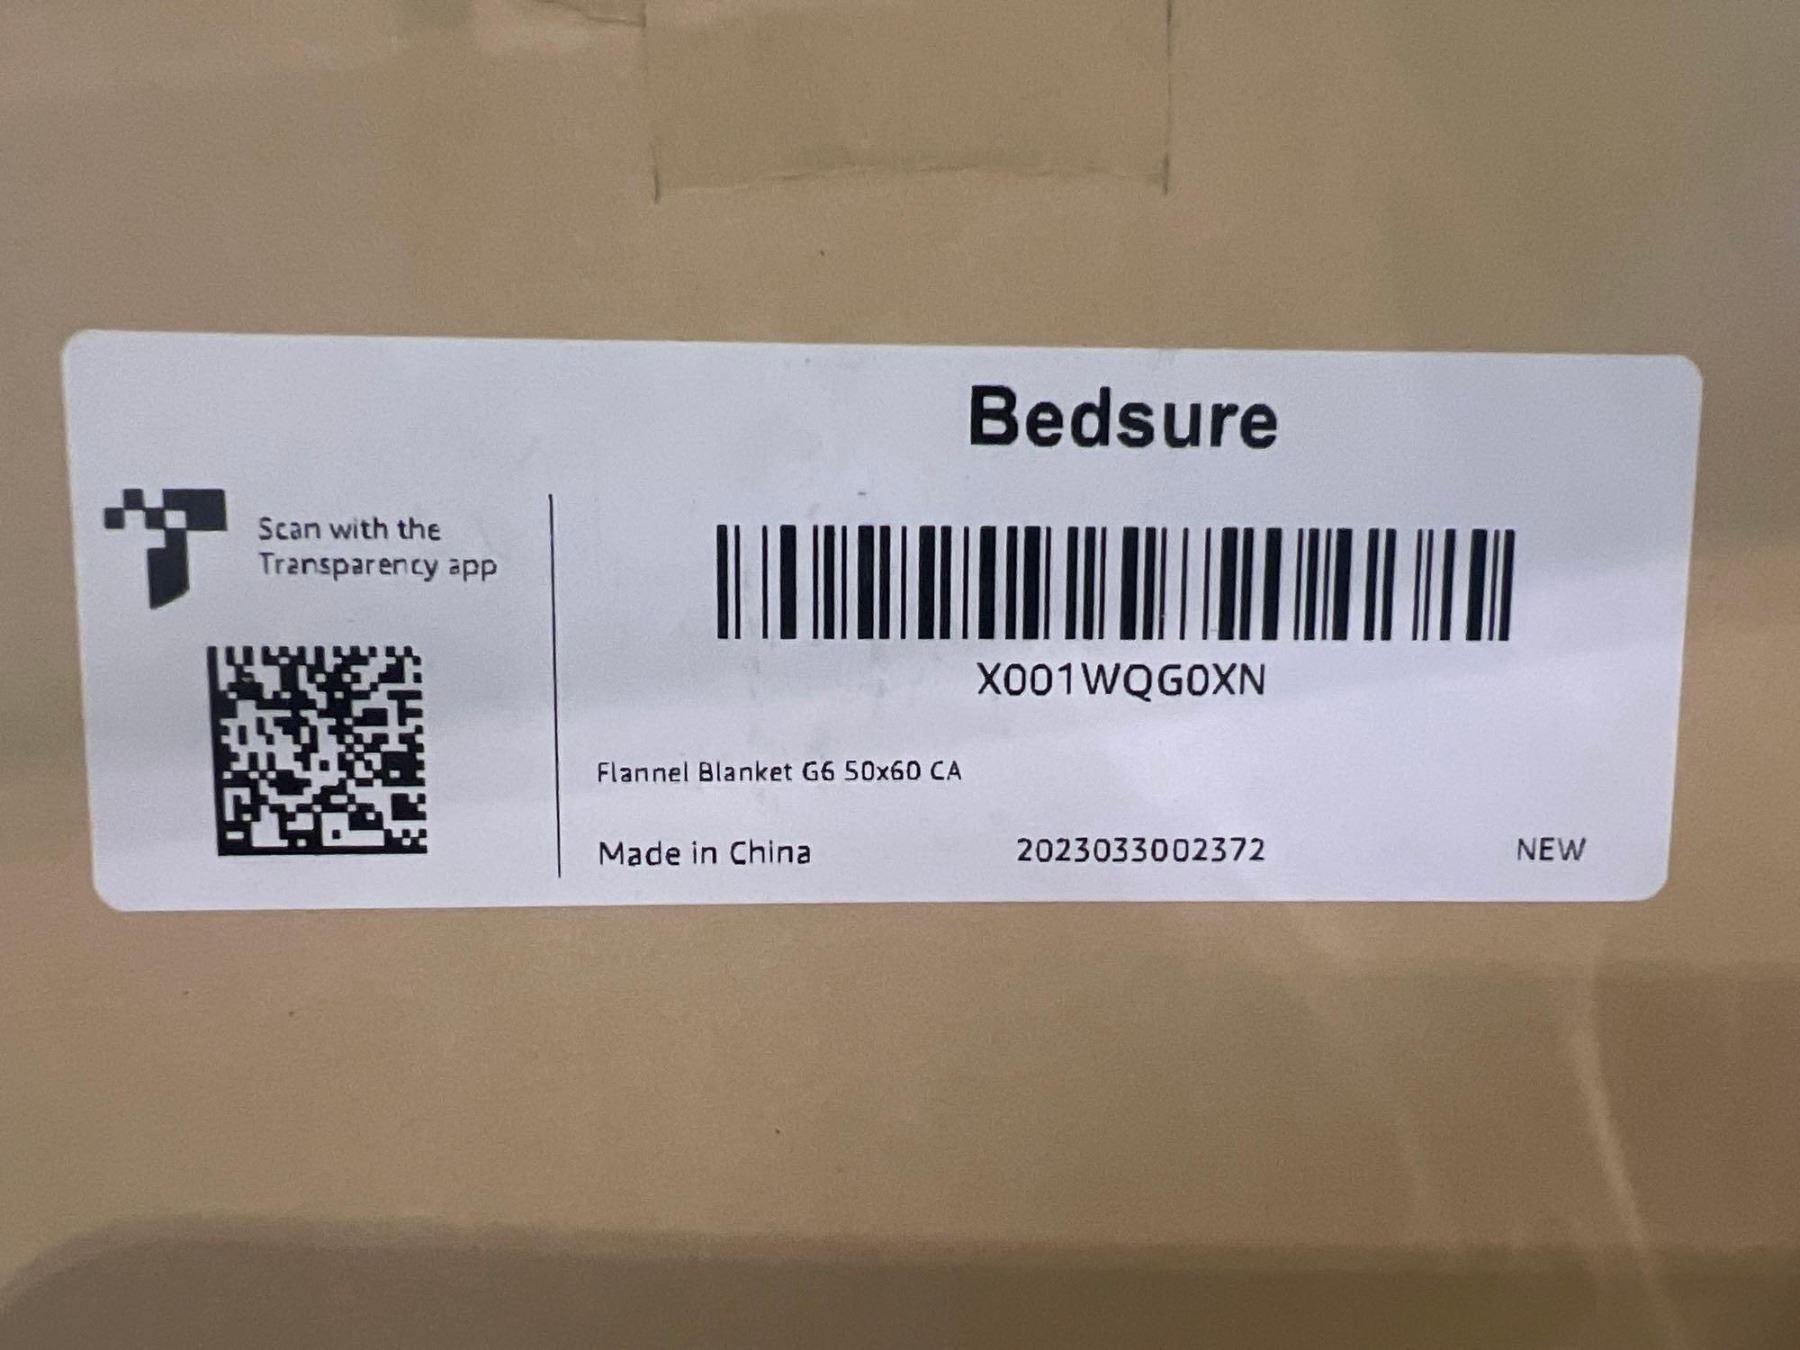 Bedsure
Scan with the
Transparency app
X001WQG0XN
Flannel Blanket G6 50x60 CA
Made in China
2023033002372
NEW